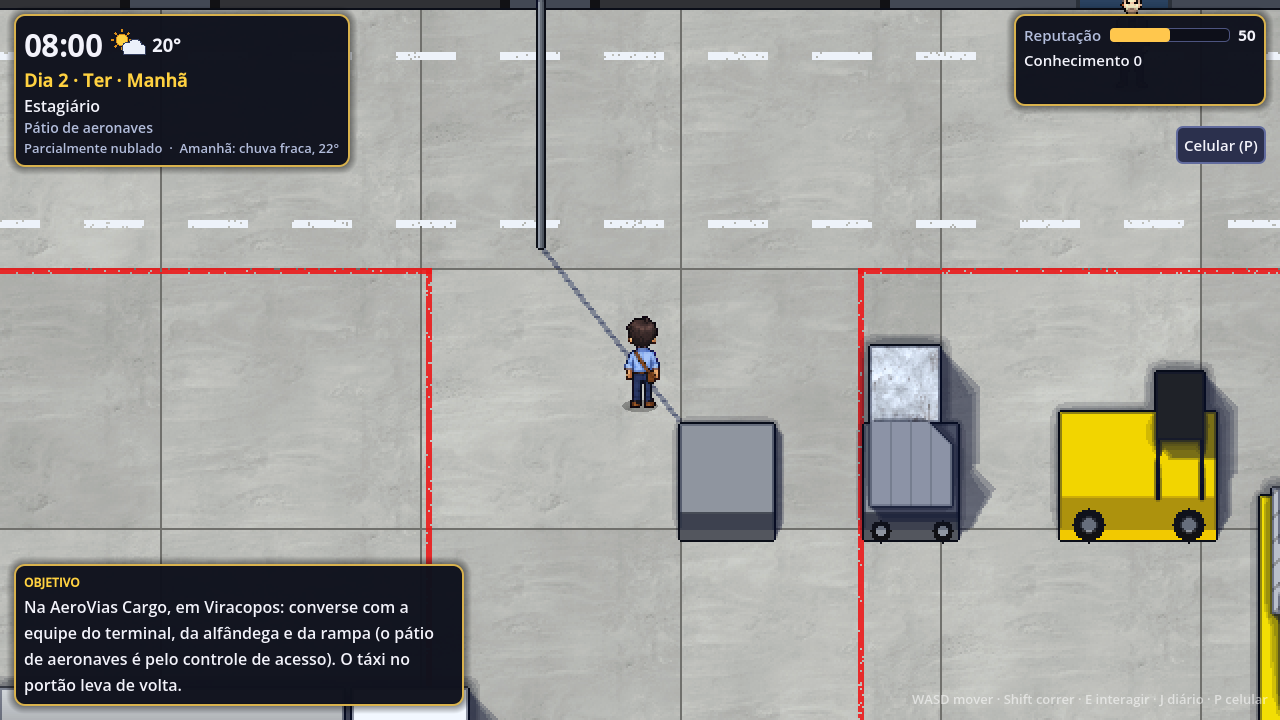 08:00 20°
Dia 2 · Ter · Manhã
Estagiário
Pátio de aeronaves
Parcialmente nublado · Amanhã: chuva fraca, 22°
Reputação 50
Conhecimento 0
Celular (P)
OBJETIVO
Na AeroVias Cargo, em Viracopos: converse com a
equipe do terminal, da alfândega e da rampa (o pátio
de aeronaves é pelo controle de acesso). O táxi no
portão leva de volta.
WASD mover · Shift correr · E interagir · J diário · P celular